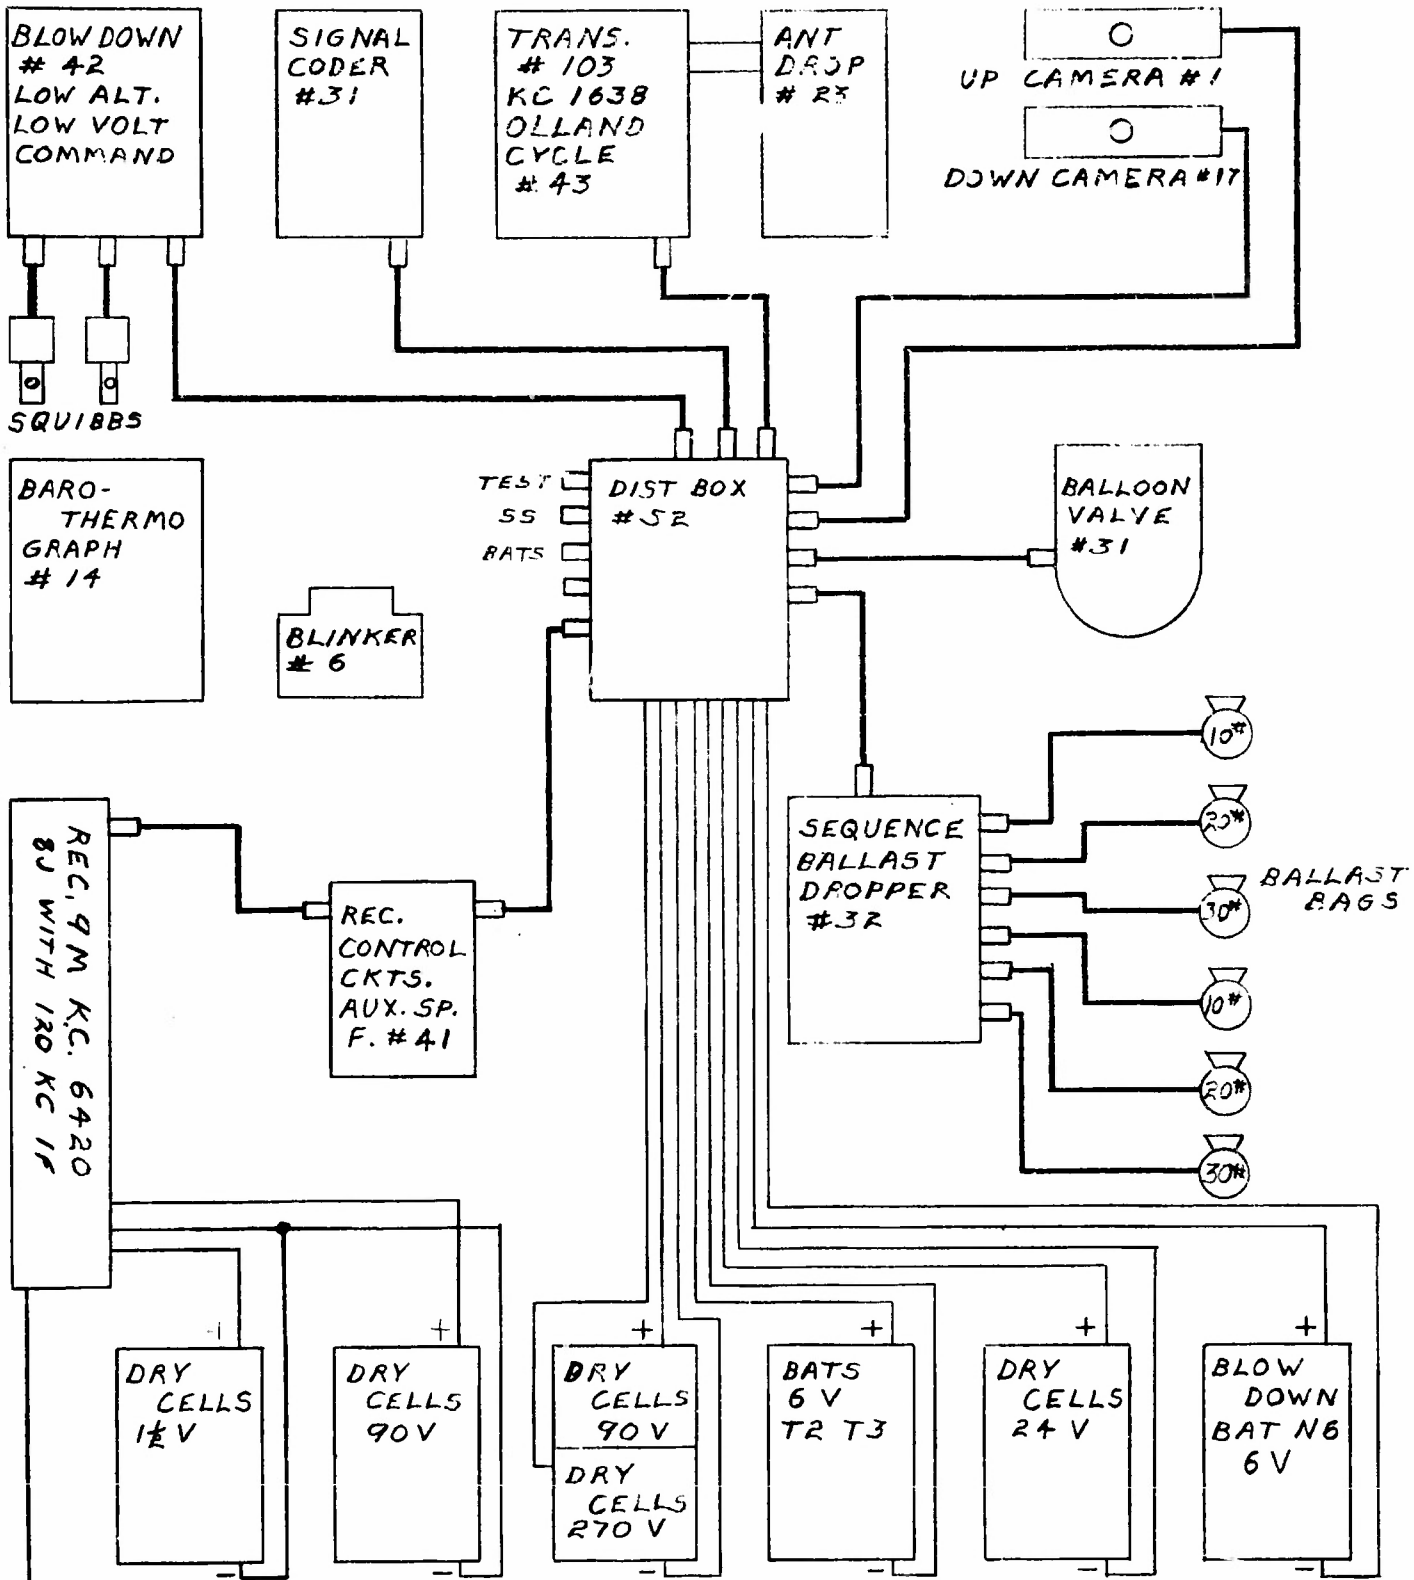 BLOW DOWN
# 42
LOW ALT.
LOW VOLT
COMMAND
SIGNAL
CODER
#31
TRANS.
# 103
KC 1638
OLLAND
CYCLE
# 43
ANT
DROP
# 23
UP CAMERA #1
DOWN CAMERA #17
SQUIBBS
BARO-
THERMO
GRAPH
# 14
BLINKER
# 6
TEST
SS
BATS
DIST BOX
#52
BALLOON
VALVE
#31
REC. 9M KC. 6420
8J WITH 120 KC IF
REC.
CONTROL
CKTS.
AUX. SP.
F. # 41
SEQUENCE
BALLAST
DROPPER
#32
10#
20#
30#
10#
20#
30#
BALLAST
BAGS
+
DRY
CELLS
1½ V
-
+
DRY
CELLS
90 V
-
+
DRY
CELLS
90 V
DRY
CELLS
270 V
-
+
BATS
6 V
T2 T3
-
+
DRY
CELLS
24 V
-
+
BLOW
DOWN
BAT N6
6 V
-